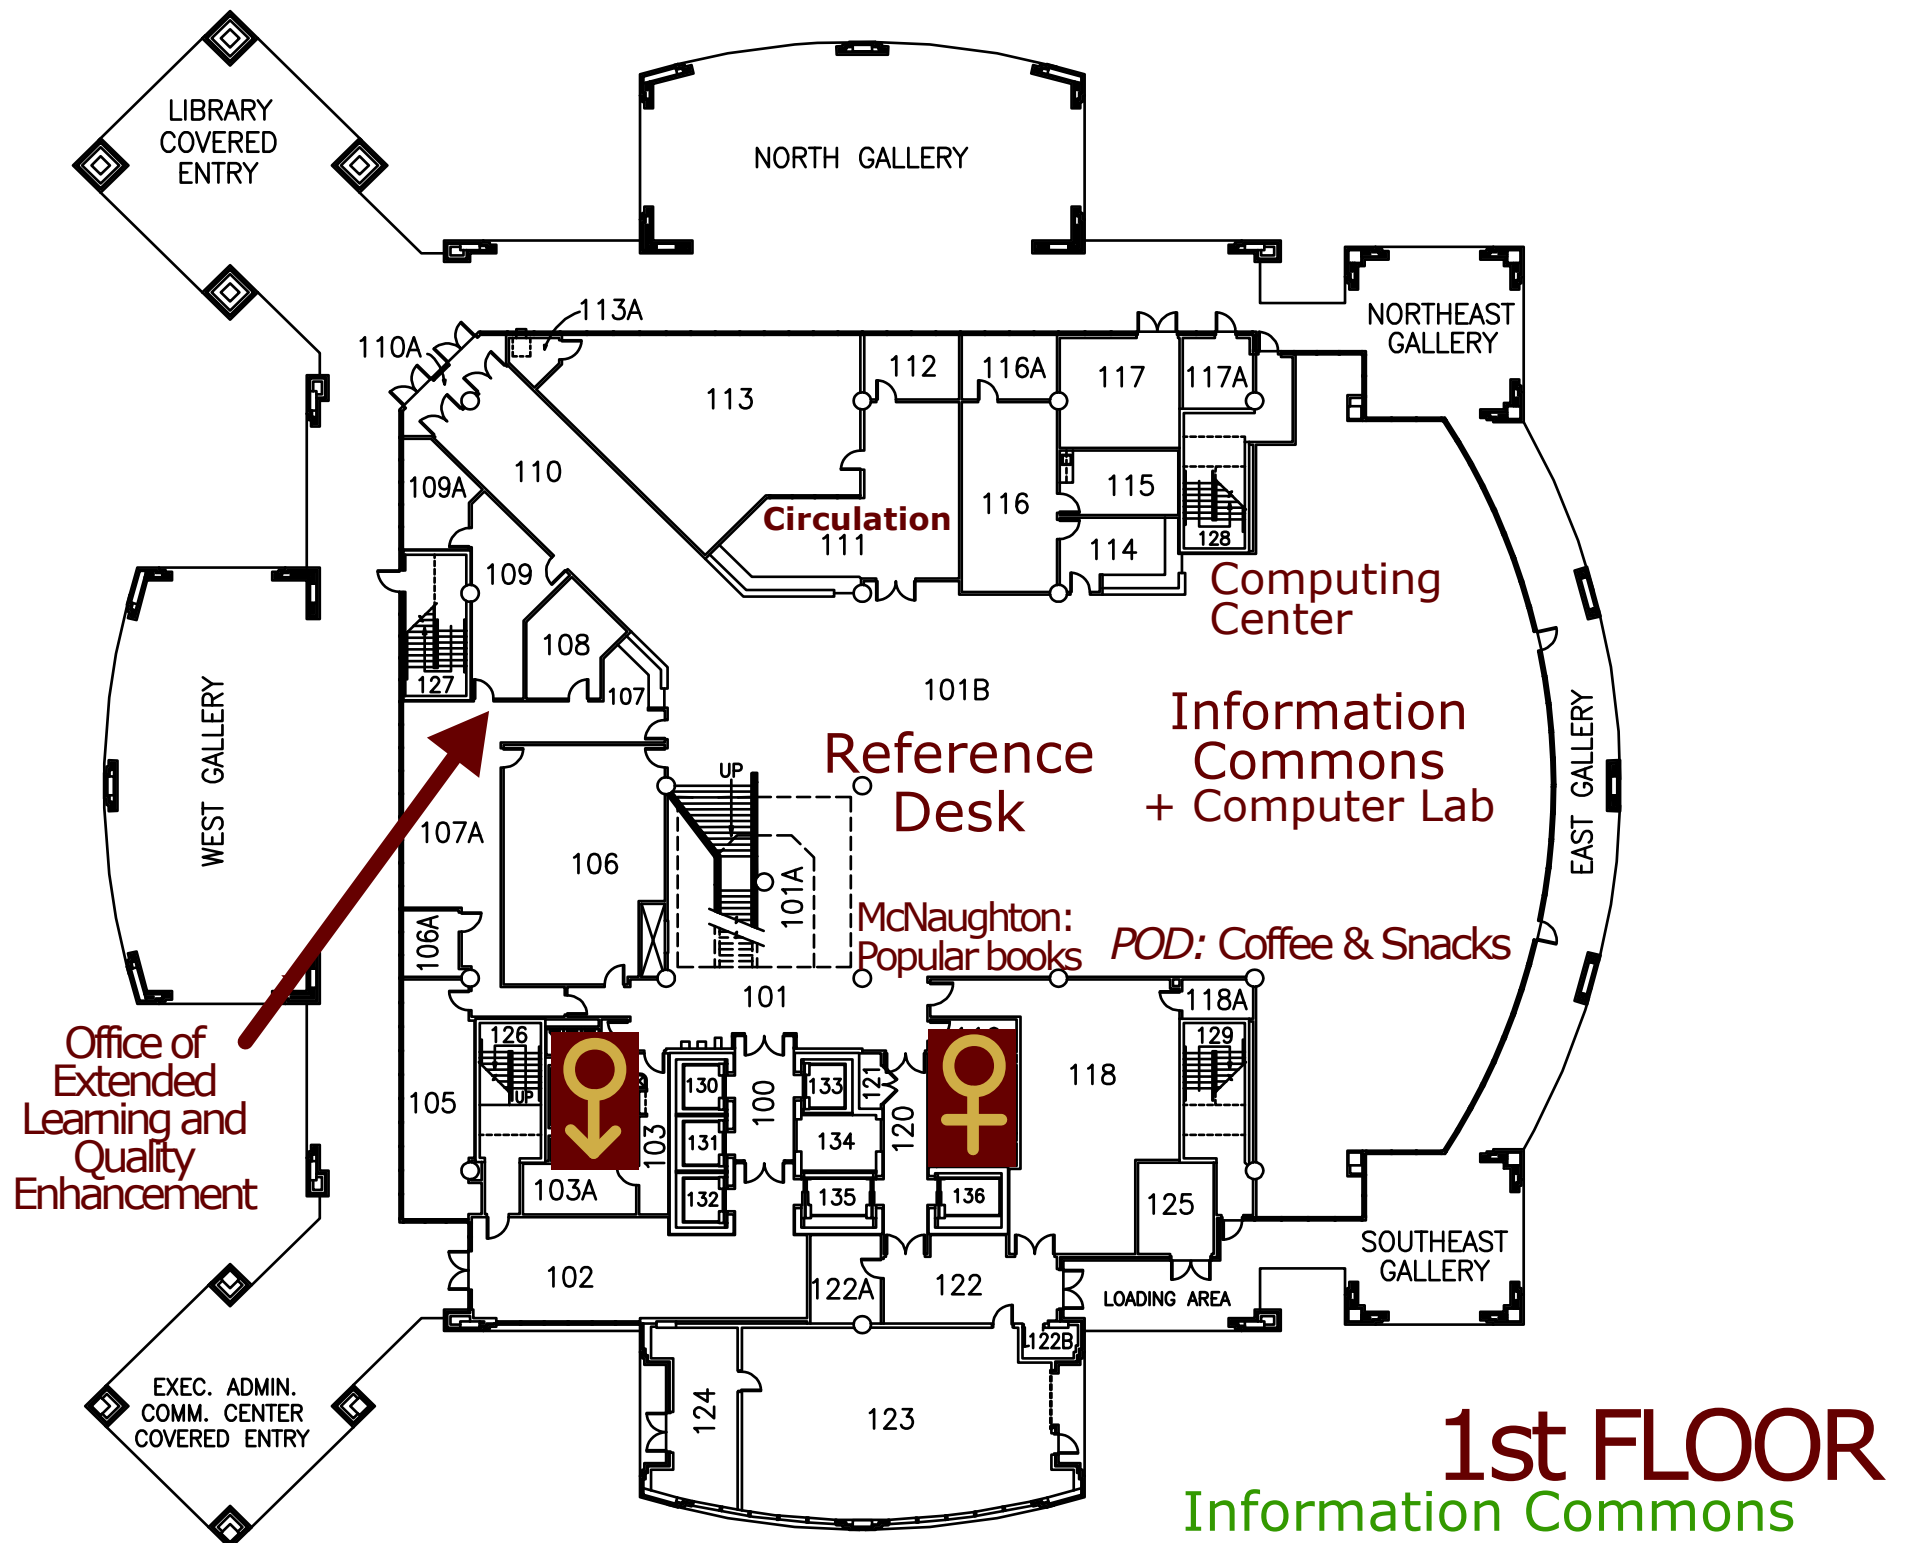 LIBRARY
COVERED
ENTRY
NORTH GALLERY
NORTHEAST
GALLERY
113A
110A
112
116A
117
117A
113
110
109A
115
116
Circulation
111
128
114
109
Computing
Center
108
127
107
101B
WEST GALLERY
EAST GALLERY
Information
Commons
+ Computer Lab
Reference
Desk
UP
107A
106
101A
106A
McNaughton:
Popular books
POD: Coffee & Snacks
101
118A
Office of
Extended
Learning and
Quality
Enhancement
126
UP
129
105
130
100
133
121
118
131
134
120
103
103A
132
135
136
125
102
122A
122
LOADING AREA
SOUTHEAST
GALLERY
122B
124
123
EXEC. ADMIN.
COMM. CENTER
COVERED ENTRY
1st FLOOR
Information Commons